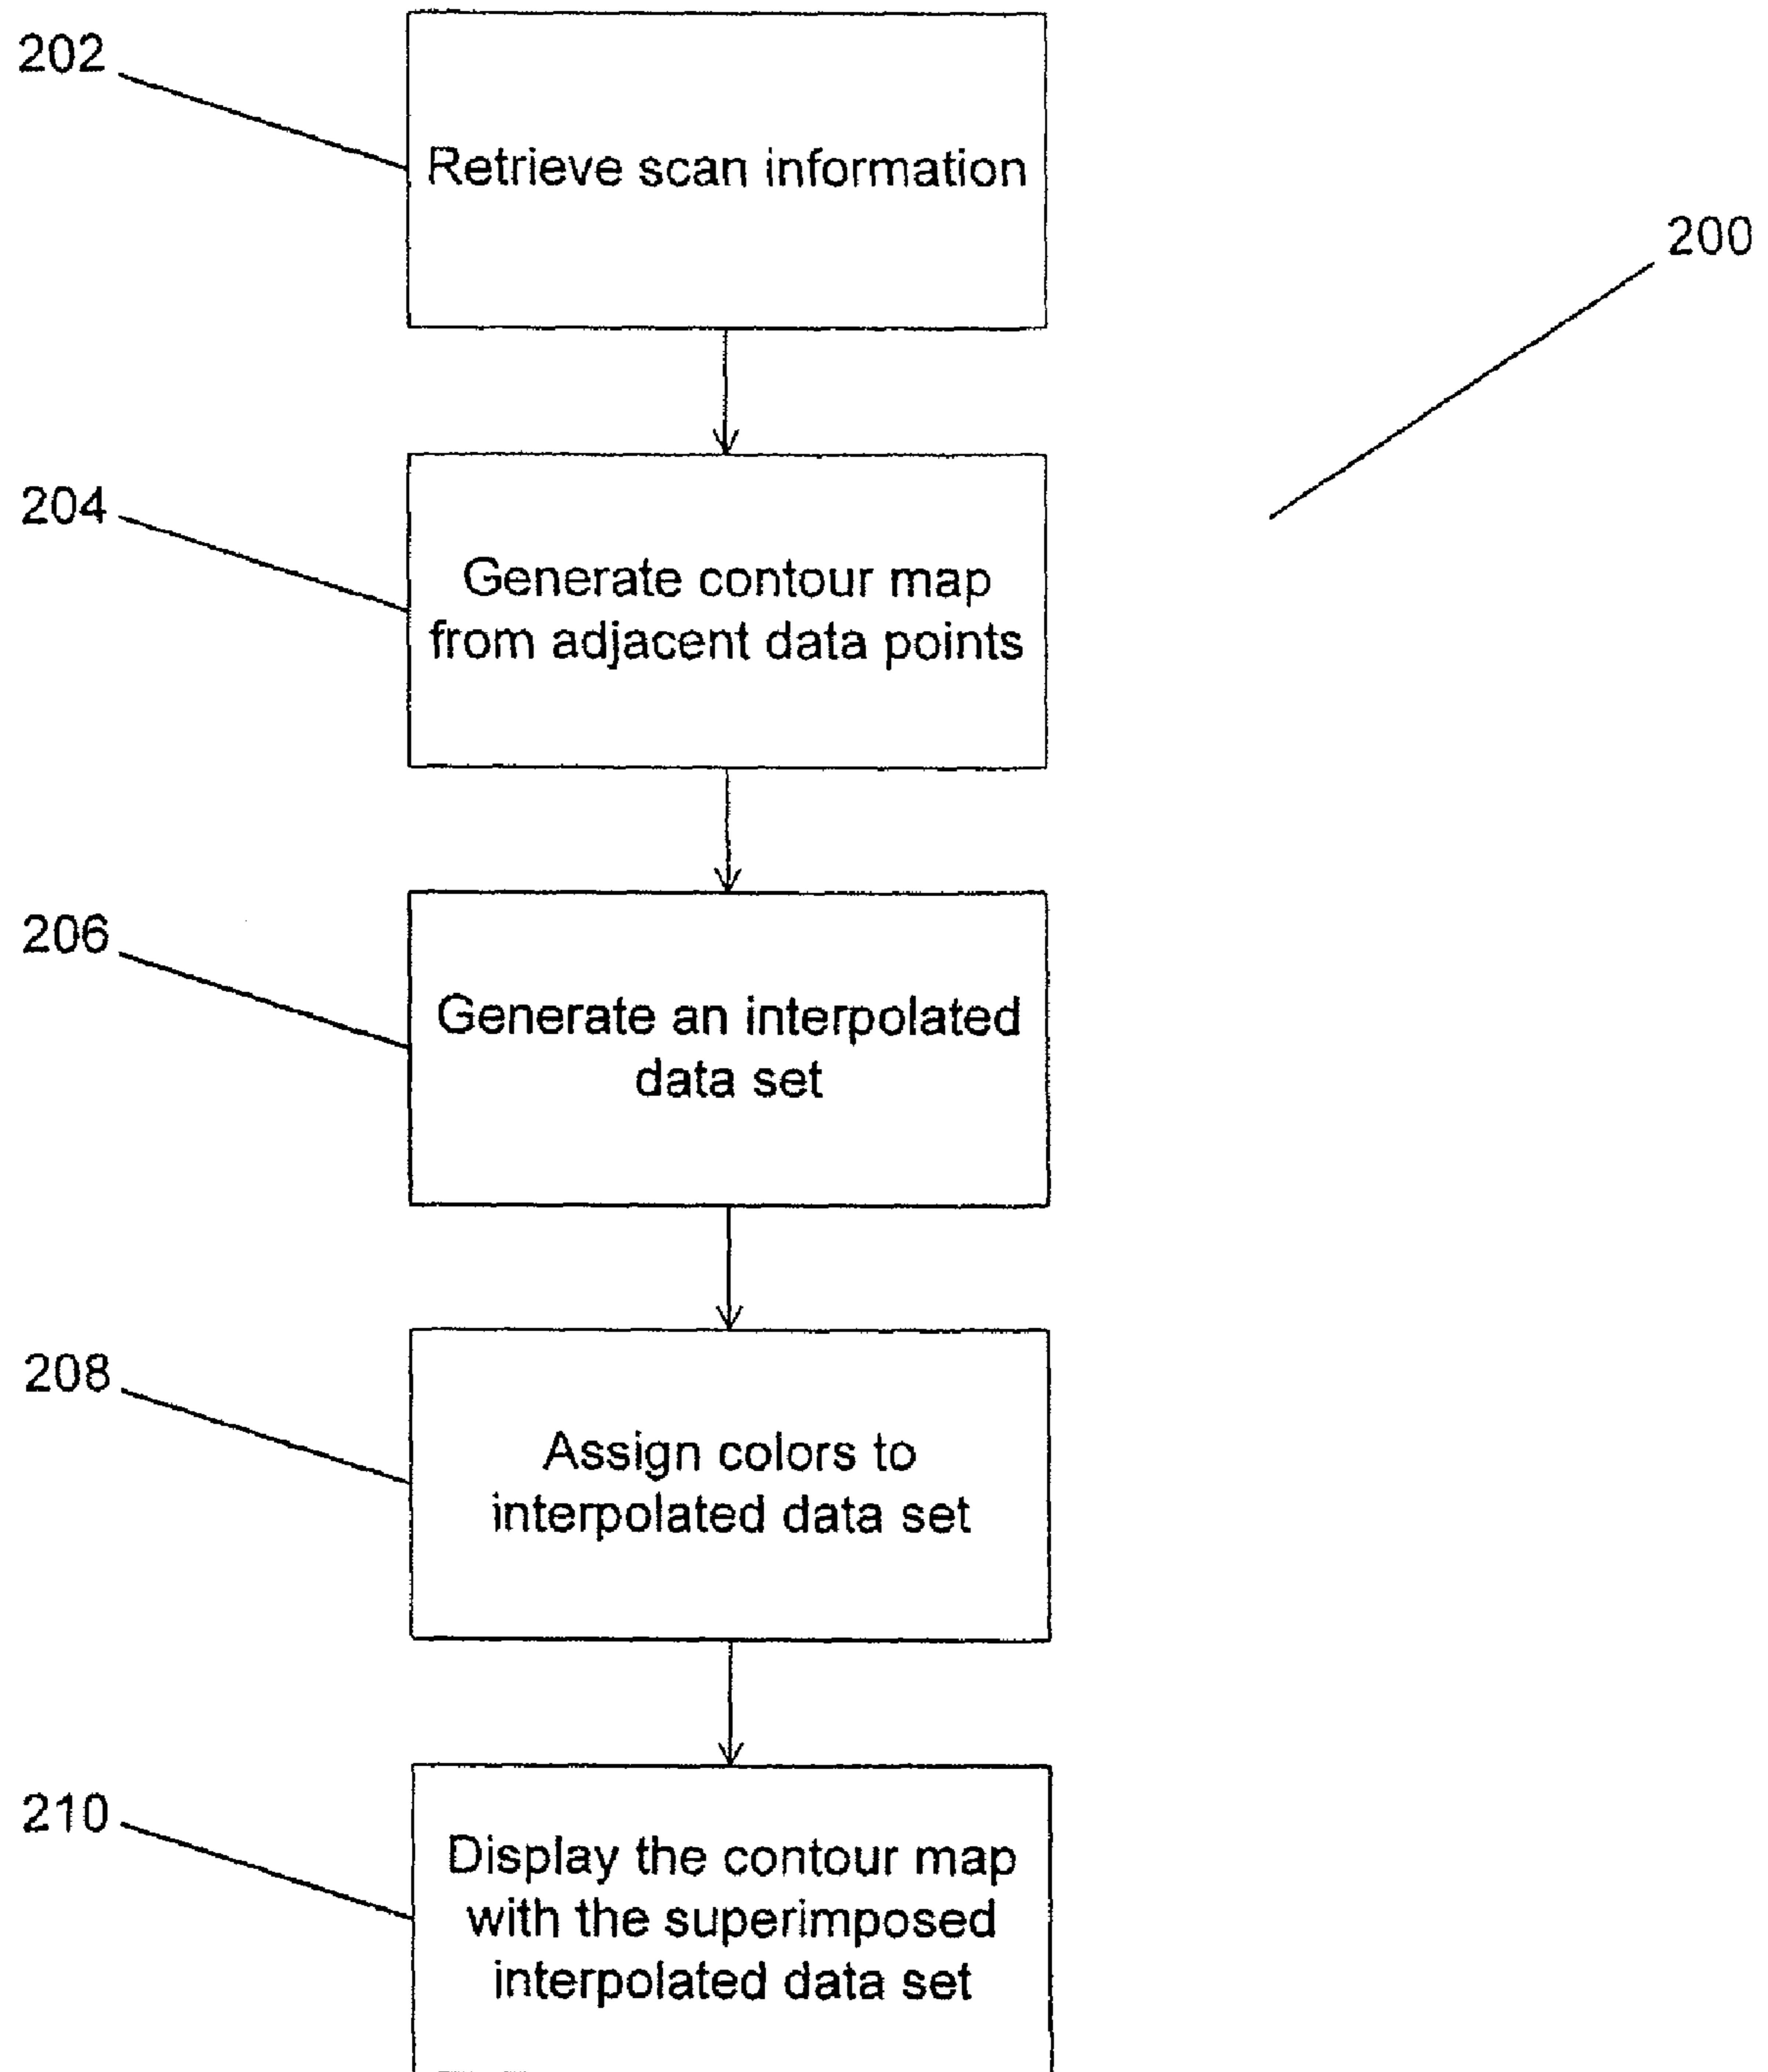 202
Retrieve scan information
200
204
Generate contour map
from adjacent data points
206
Generate an interpolated
data set
208
Assign colors to
interpolated data set
210
Display the contour map
with the superimposed
interpolated data set